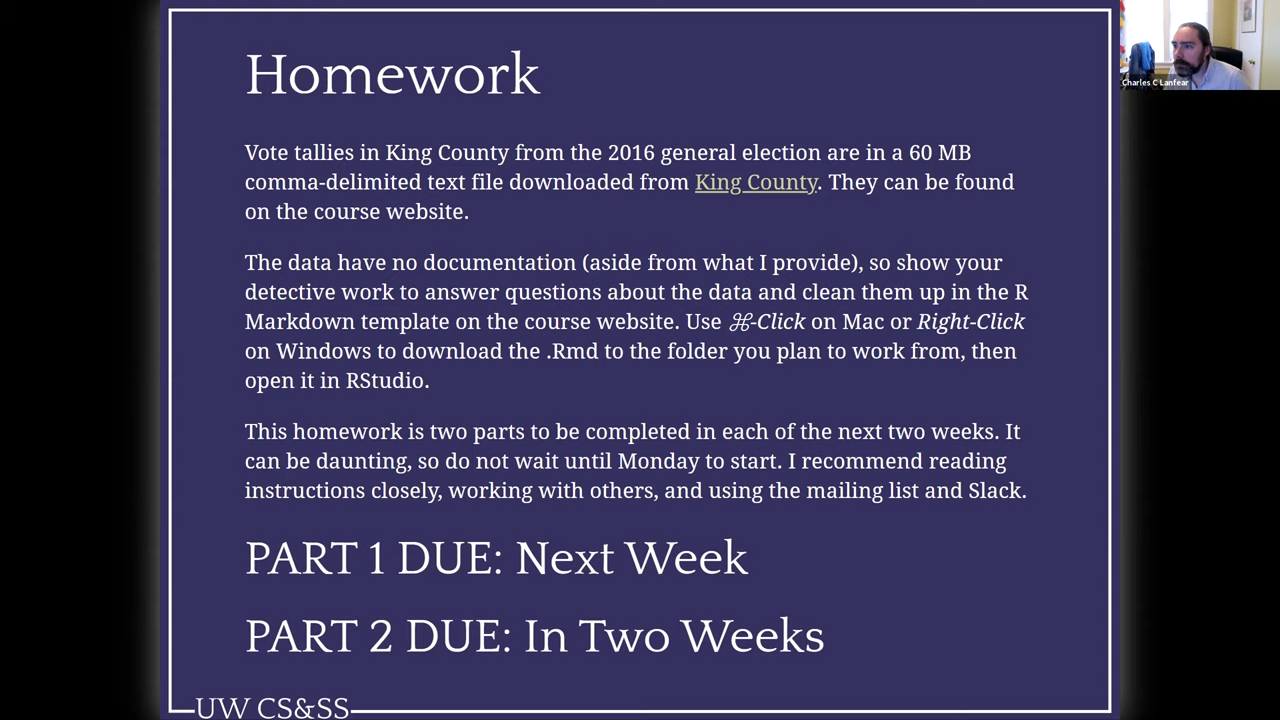 Homework
Vote tallies in King County from the 2016 general election are in a 60 MB
comma-delimited text file downloaded from King County. They can be found
on the course website.
The data have no documentation (aside from what I provide), so show your
detective work to answer questions about the data and clean them up in the R
Markdown template on the course website. Use ⌘-Click on Mac or Right-Click
on Windows to download the .Rmd to the folder you plan to work from, then
open it in RStudio.
This homework is two parts to be completed in each of the next two weeks. It
can be daunting, so do not wait until Monday to start. I recommend reading
instructions closely, working with others, and using the mailing list and Slack.
PART 1 DUE: Next Week
PART 2 DUE: In Two Weeks
UW CS&SS
Charles C Lanfear